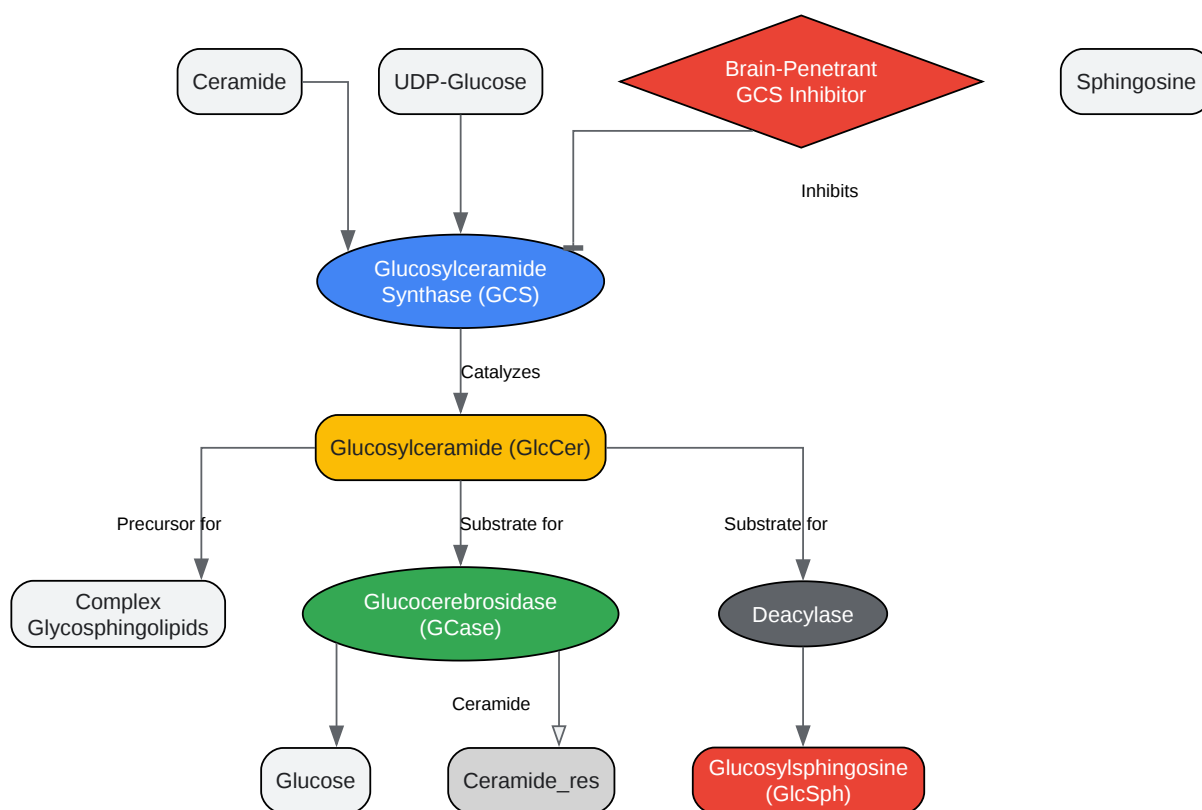 Ceramide
UDP-Glucose
Brain-Penetrant
GCS Inhibitor
Sphingosine
Inhibits
Glucosylceramide
Synthase (GCS)
Catalyzes
Glucosylceramide (GlcCer)
Precursor for
Substrate for
Substrate for
Complex
Glycosphingolipids
Glucocerebrosidase
(GCase)
Deacylase
Ceramide
Glucose
Ceramide_res
Glucosylsphingosine
(GlcSph)